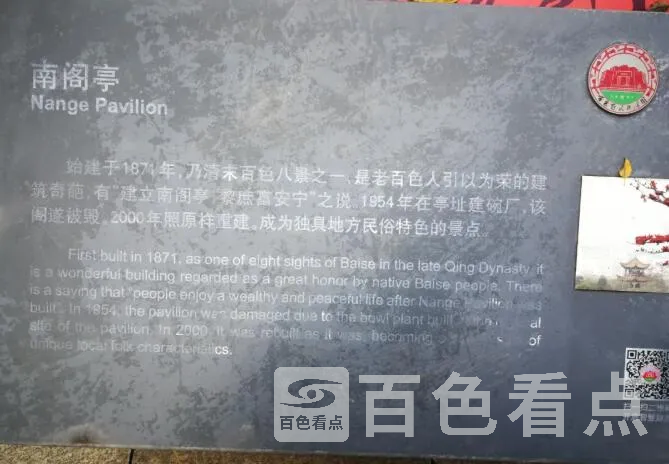 南阁亭
Nange Pavilion
始建于1871年，乃清末百色八景之一，是老百色人引以为荣的建
筑奇葩，有“建立南阁亭，黎庶富安宁”之说。1954年在亭址建碗厂，该
阁遂被毁。2000年照原样重建，成为独具地方民俗特色的景点。
First built in 1871, as one of eight sights of Baise in the late Qing Dynasty, it
is a wonderful building regarded as a great honor by native Baise people. There
is a saying that "people enjoy a wealthy and peaceful life after Nange Pavilion was
built". In 1954, the pavilion was damaged due to the bowl plant built
site of the pavilion. In 2000, it was rebuilt as it was, becoming of
unique local folk characteristics.
百色看点
百色看点